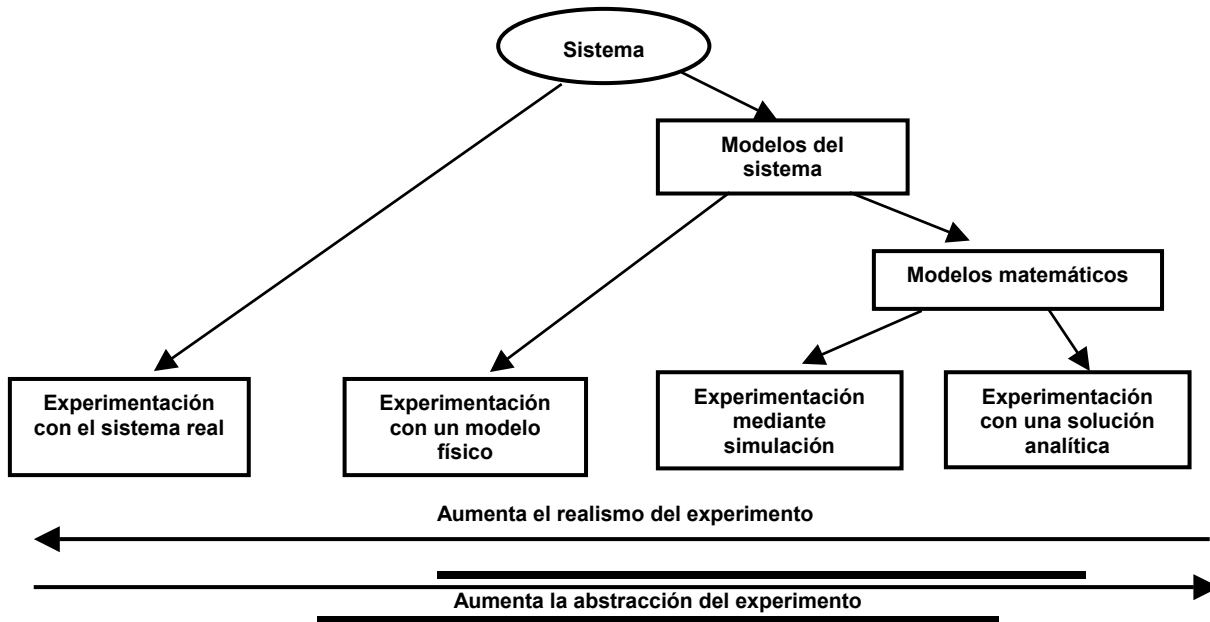 Sistema
Modelos del
sistema
Modelos matemáticos
Experimentación
con el sistema real
Experimentación
con un modelo
físico
Experimentación
mediante
simulación
Experimentación
con una solución
analítica
Aumenta el realismo del experimento
Aumenta la abstracción del experimento